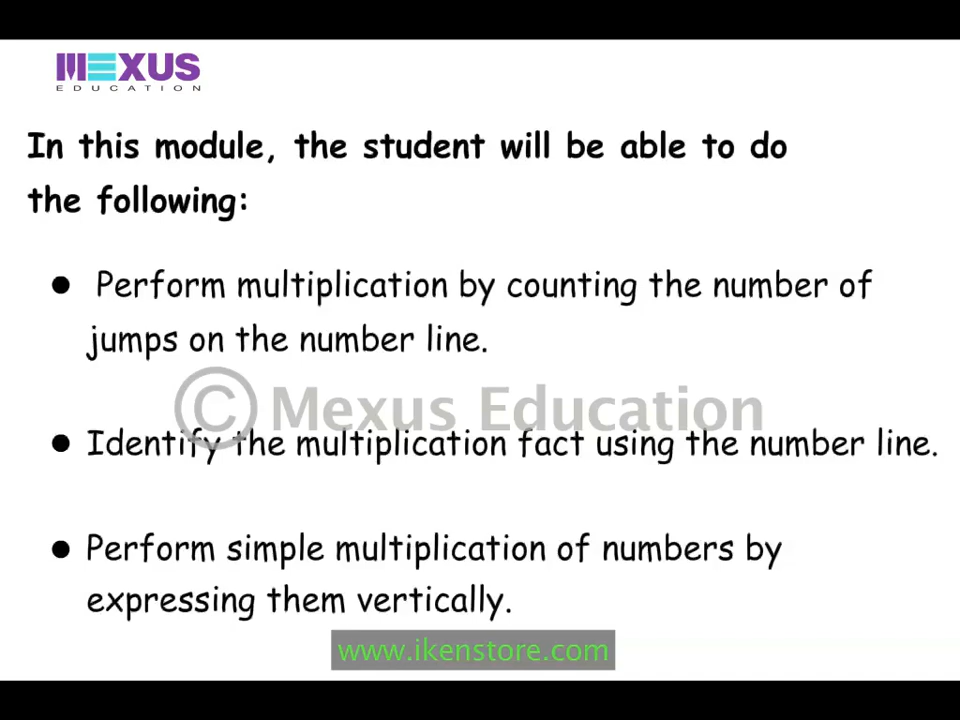 MEXUS
EDUCATION
In this module, the student will be able to do
the following:
● Perform multiplication by counting the number of
jumps on the number line.
© Mexus Education
● Identify the multiplication fact using the number line.
● Perform simple multiplication of numbers by
expressing them vertically.
www.ikenstore.com